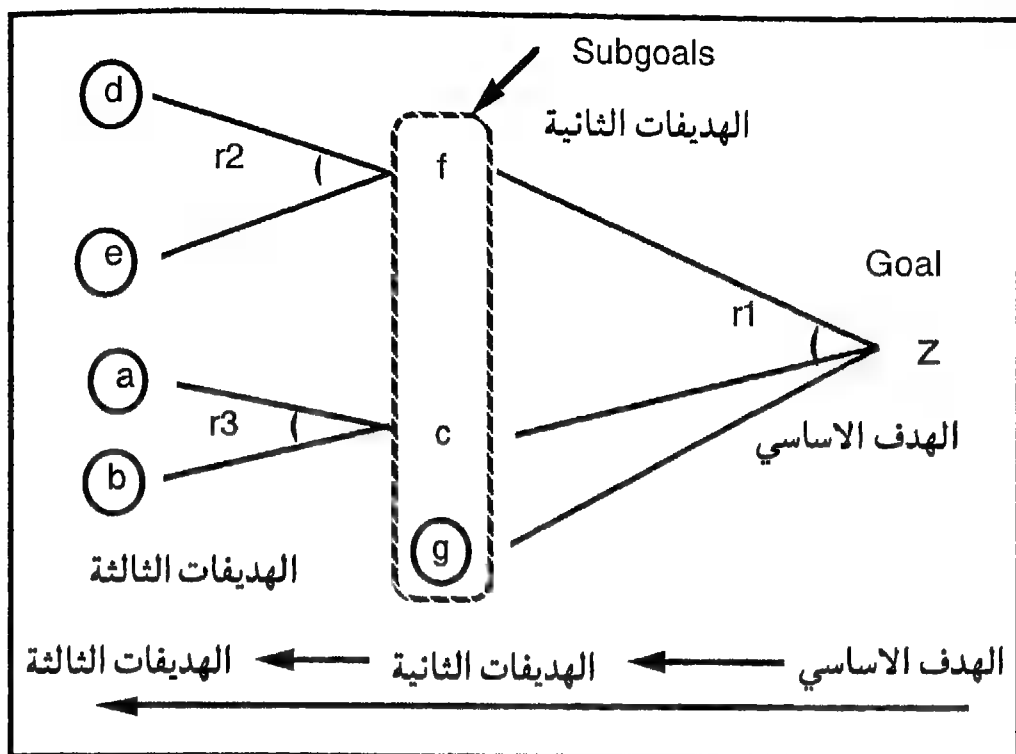 Subgoals
الهديفات الثانية
d
r2
f
e
Goal
r1
Z
a
r3
c
الهدف الاساسي
b
g
الهديفات الثالثة
الهدف الاساسي الهديفات الثانية الهديفات الثالثة